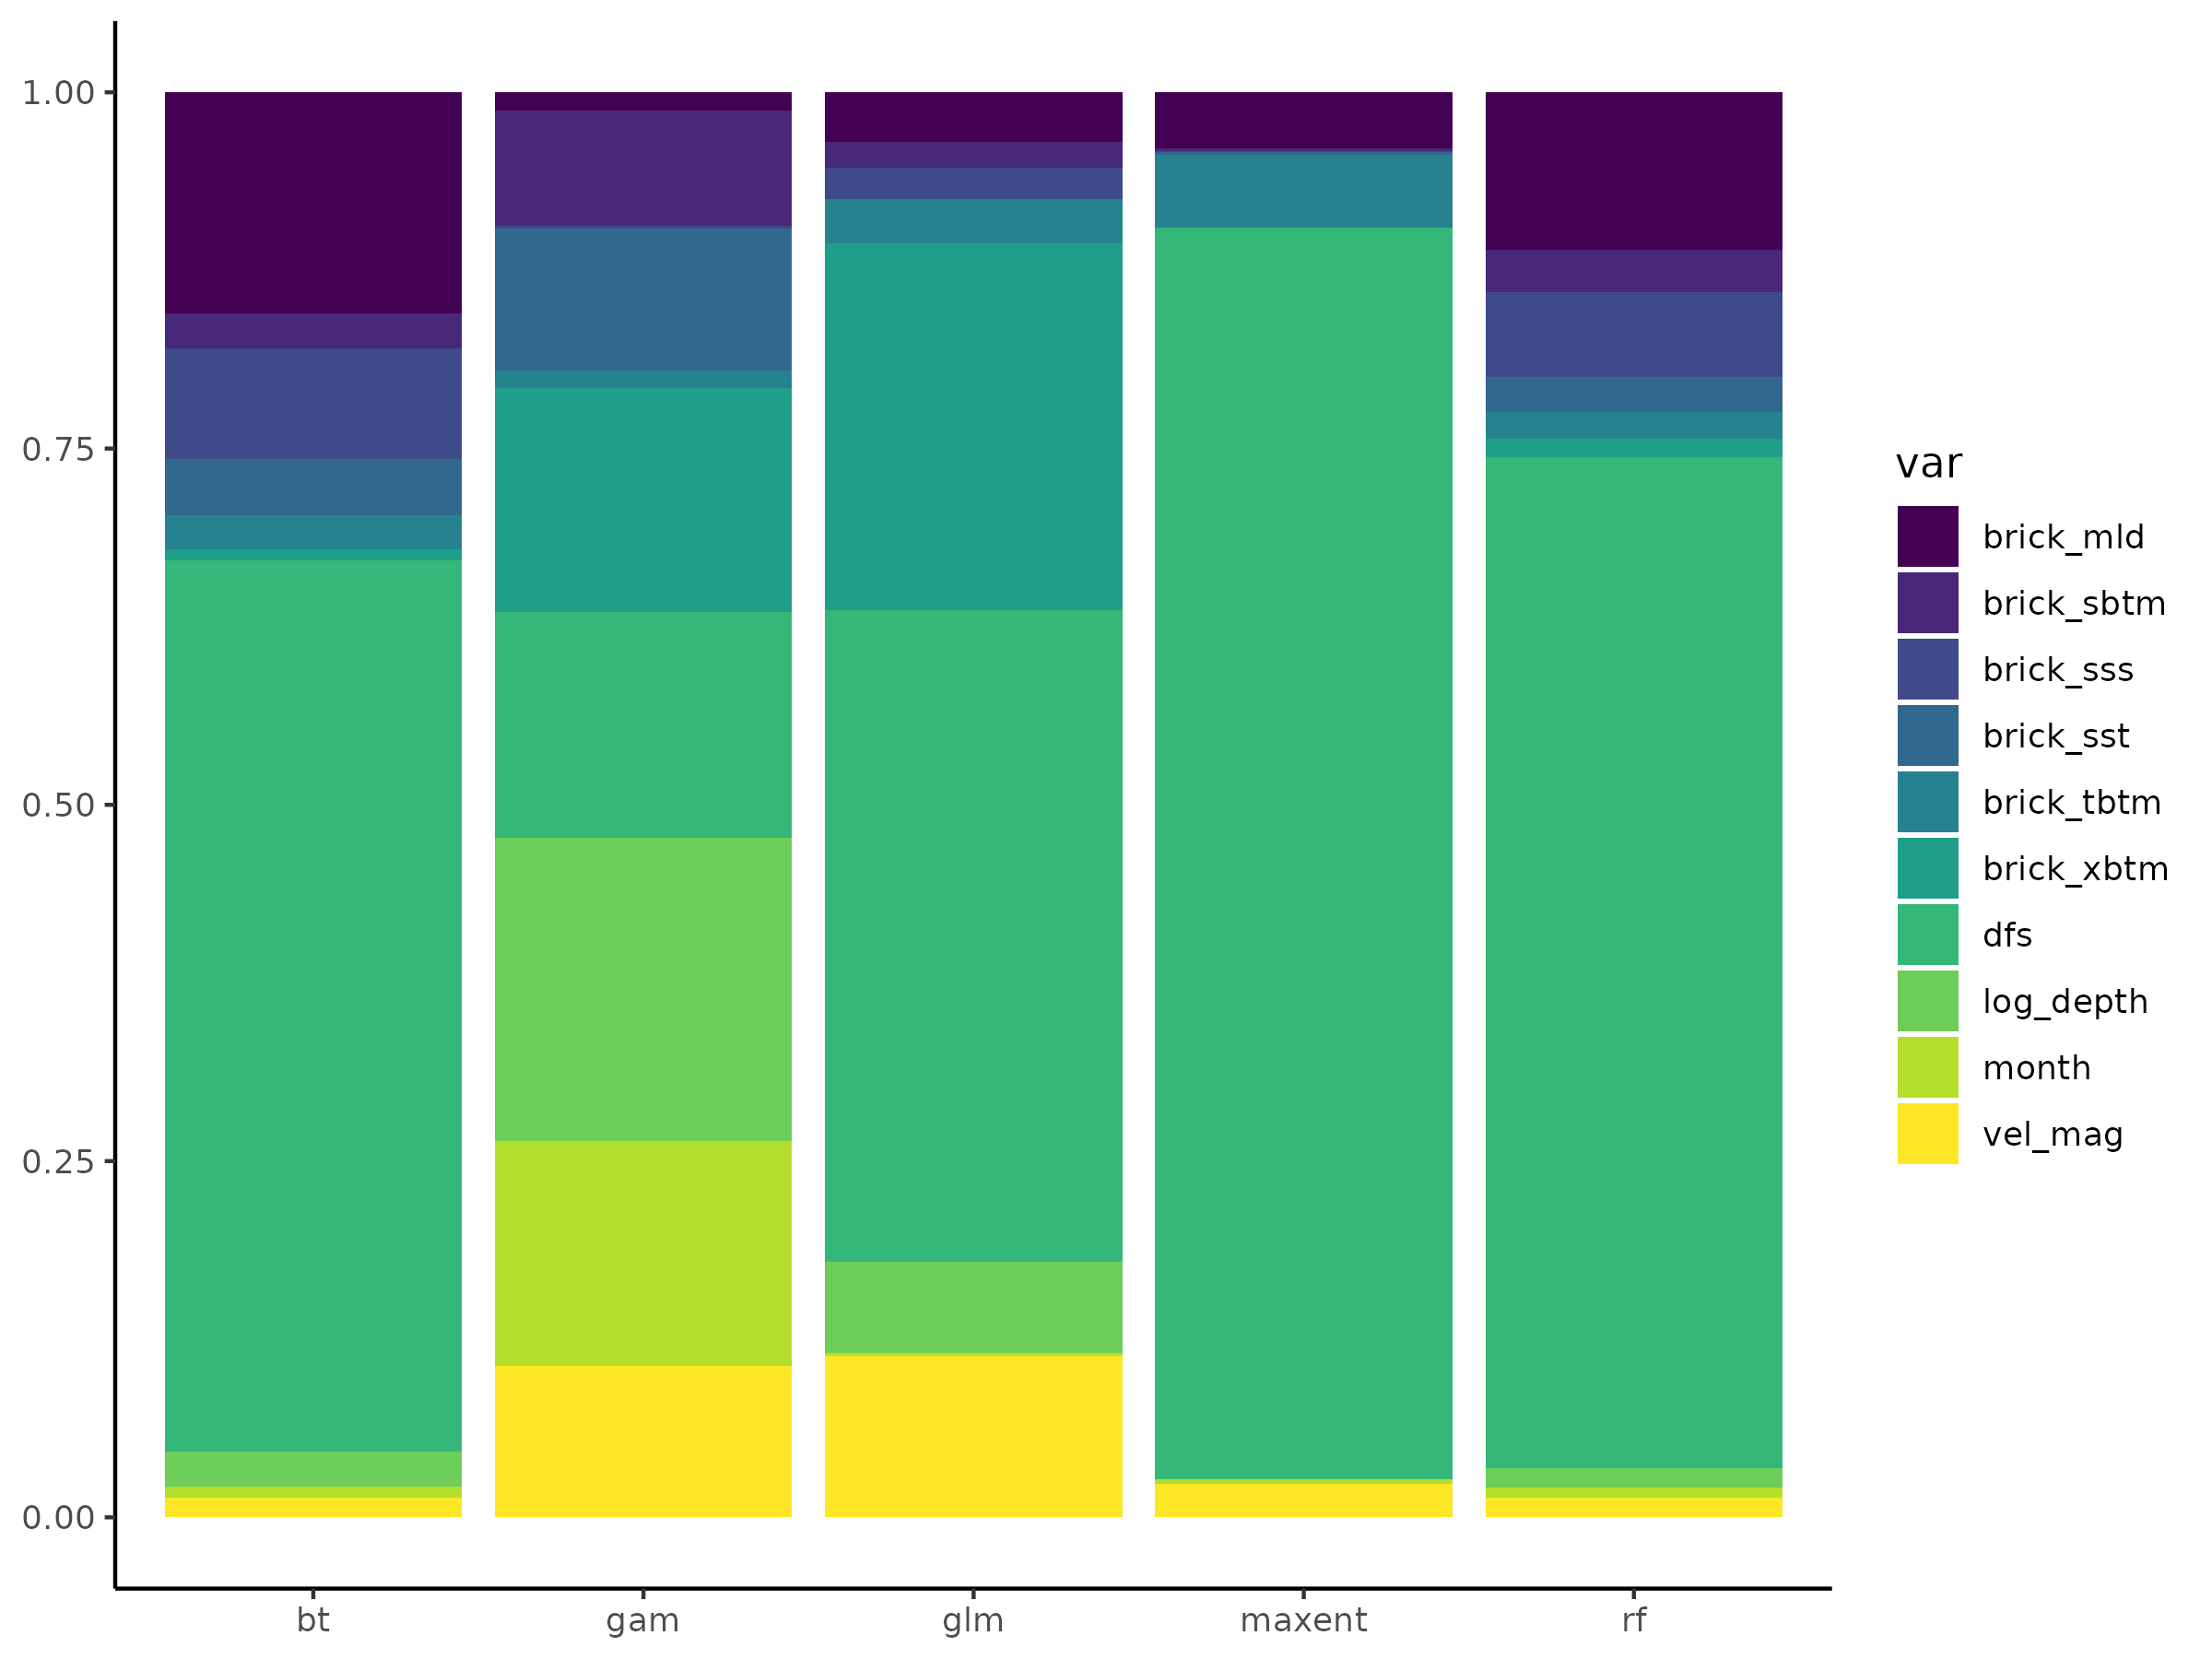 1.00
0.75
0.50
0.25
0.00
bt gam glm maxent rf
var
brick_mld
brick_sbtm
brick_sss
brick_sst
brick_tbtm
brick_xbtm
dfs
log_depth
month
vel_mag